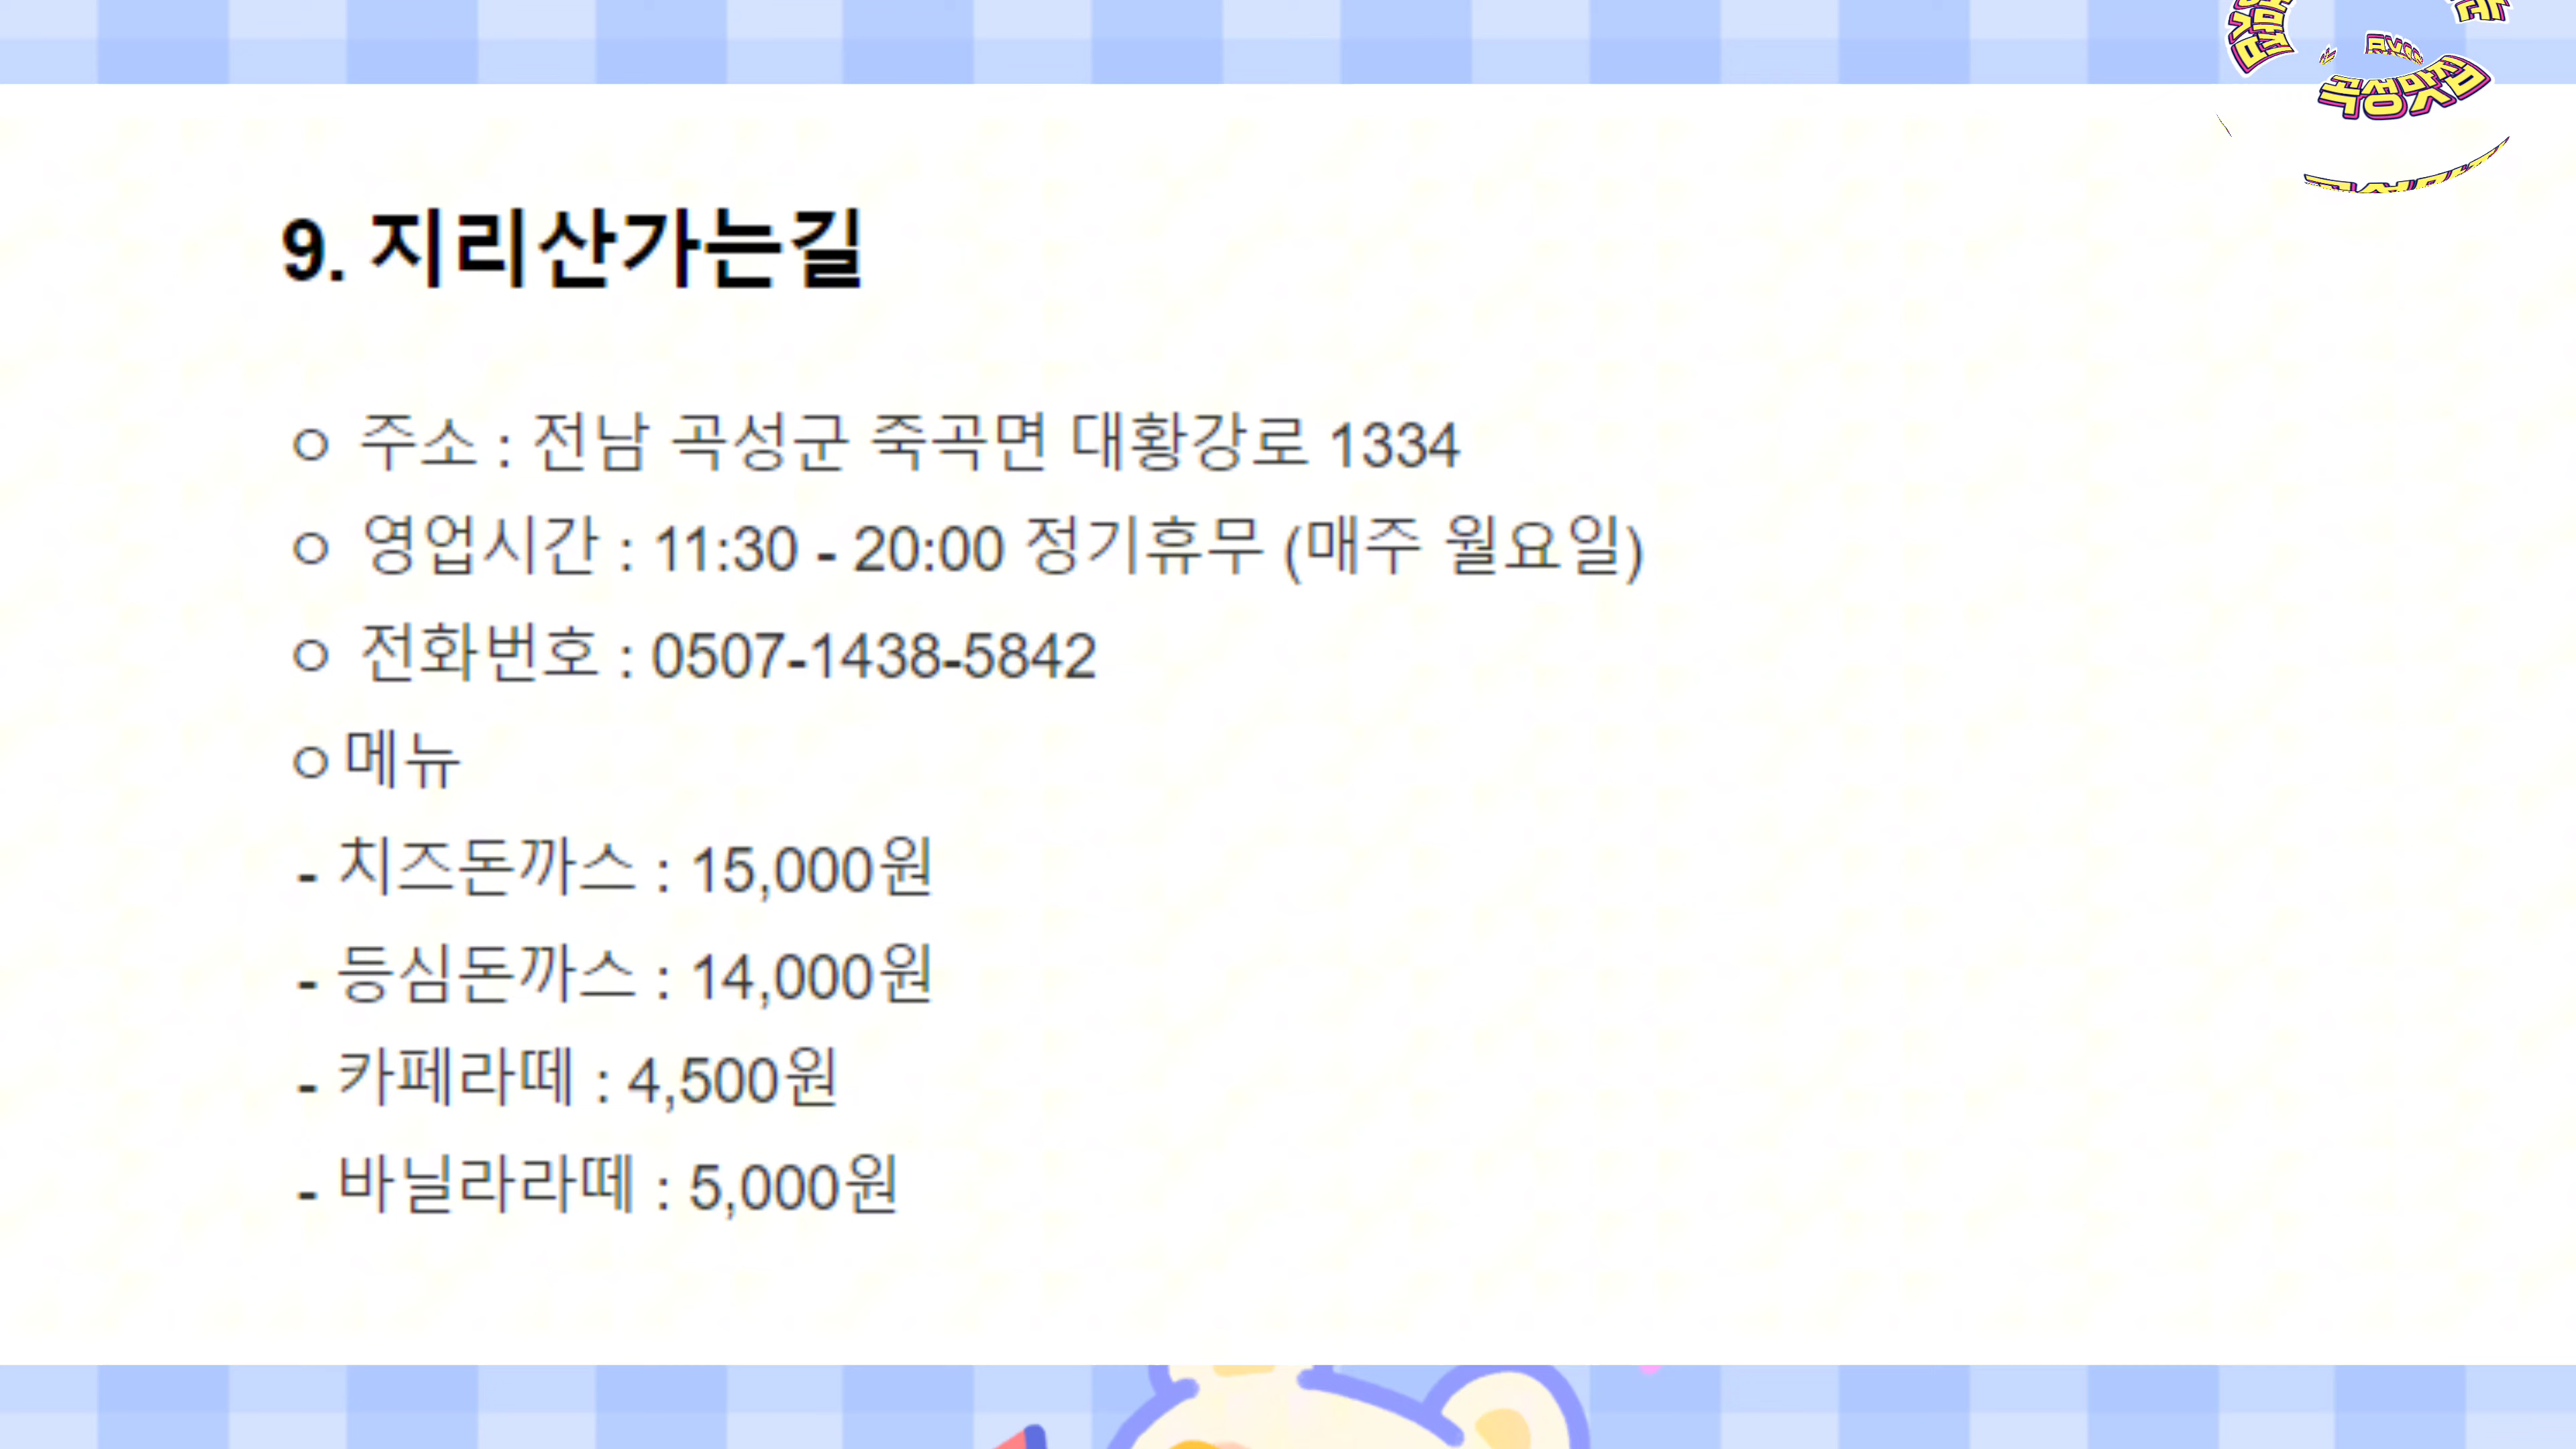 곡성맛집
9. 지리산가는길
○ 주소 : 전남 곡성군 죽곡면 대황강로 1334
○ 영업시간 : 11:30 - 20:00 정기휴무 (매주 월요일)
○ 전화번호 : 0507-1438-5842
○ 메뉴
- 치즈돈까스 : 15,000원
- 등심돈까스 : 14,000원
- 카페라떼 : 4,500원
- 바닐라라떼 : 5,000원